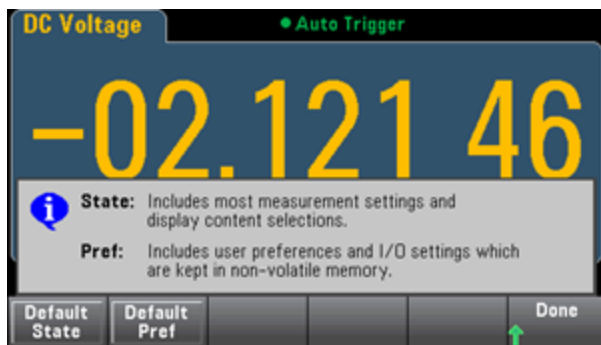 DC Voltage
Auto Trigger
-02.121 46
State: Includes most measurement settings and
display content selections.
Pref: Includes user preferences and I/O settings which
are kept in non-volatile memory.
Default
State
Default
Pref
Done